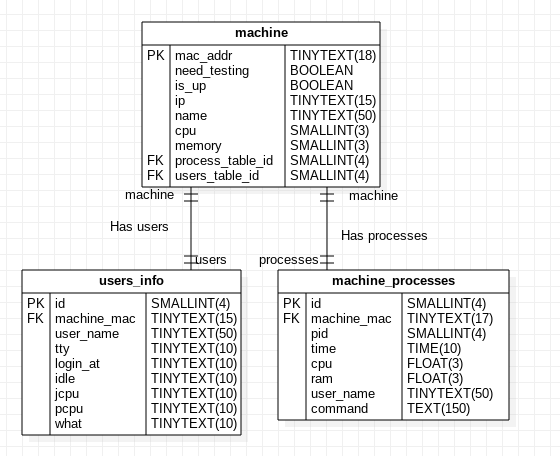 machine
PK mac_addr TINYTEXT(18)
need_testing BOOLEAN
is_up BOOLEAN
ip TINYTEXT(15)
name TINYTEXT(50)
cpu SMALLINT(3)
memory SMALLINT(3)
FK process_table_id SMALLINT(4)
FK users_table_id SMALLINT(4)
machine machine
Has users
Has processes
users processes
users_info
PK id SMALLINT(4)
FK machine_mac TINYTEXT(15)
user_name TINYTEXT(50)
tty TINYTEXT(10)
login_at TINYTEXT(10)
idle TINYTEXT(10)
jcpu TINYTEXT(10)
pcpu TINYTEXT(10)
what TINYTEXT(10)
machine_processes
PK id SMALLINT(4)
FK machine_mac TINYTEXT(17)
pid SMALLINT(4)
time TIME(10)
cpu FLOAT(3)
ram FLOAT(3)
user_name TINYTEXT(50)
command TEXT(150)